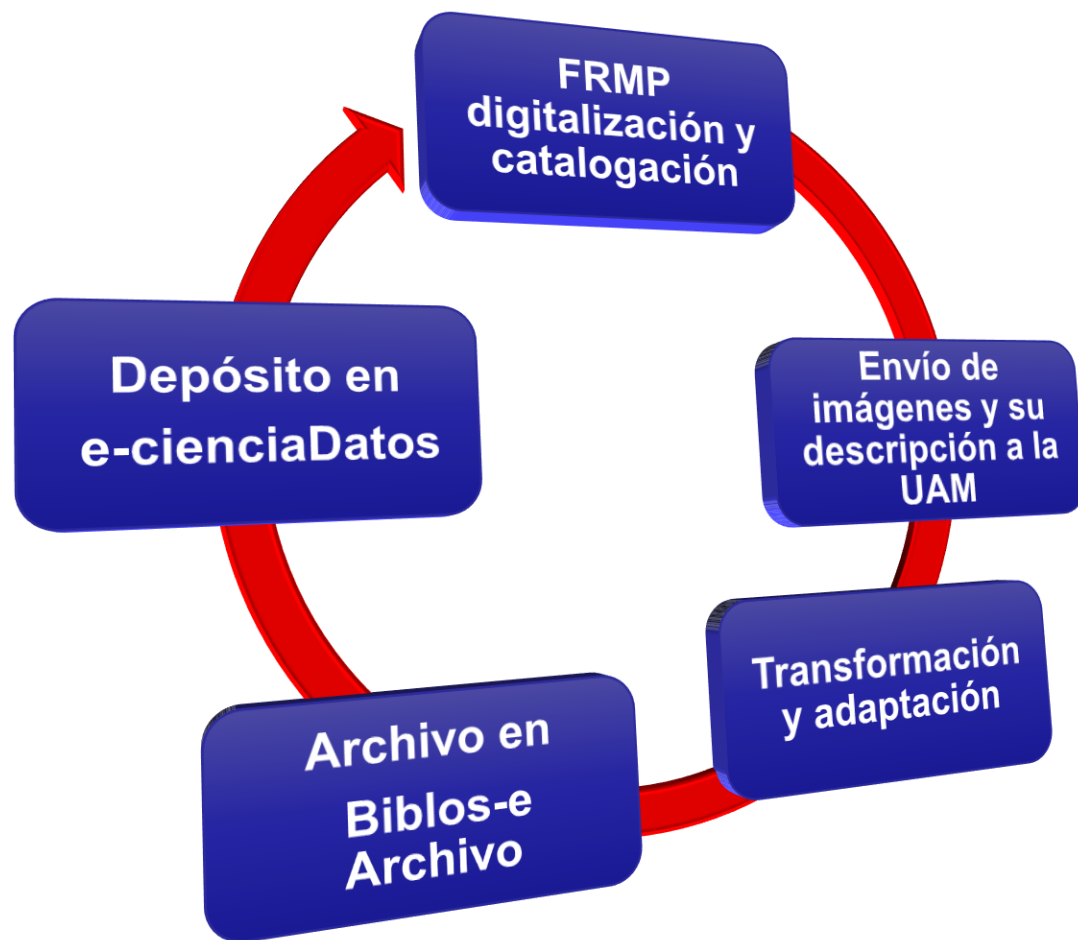 FRMP
digitalización y
catalogación
Envío de
imágenes y su
descripción a la
UAM
Transformación
y adaptación
Archivo en
Biblos-e
Archivo
Depósito en
e-cienciaDatos